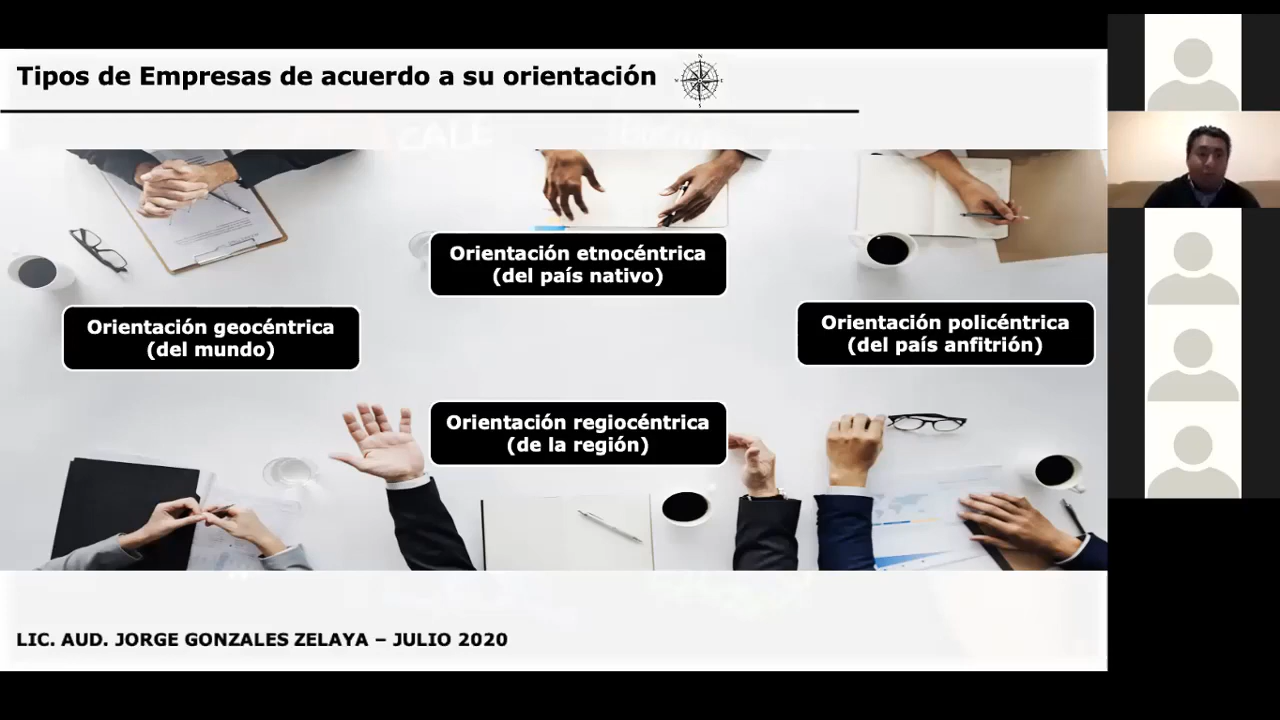 Tipos de Empresas de acuerdo a su orientación
Orientación etnocéntrica
(del país nativo)
Orientación geocéntrica
(del mundo)
Orientación policéntrica
(del país anfitrión)
Orientación regiocéntrica
(de la región)
LIC. AUD. JORGE GONZALES ZELAYA – JULIO 2020